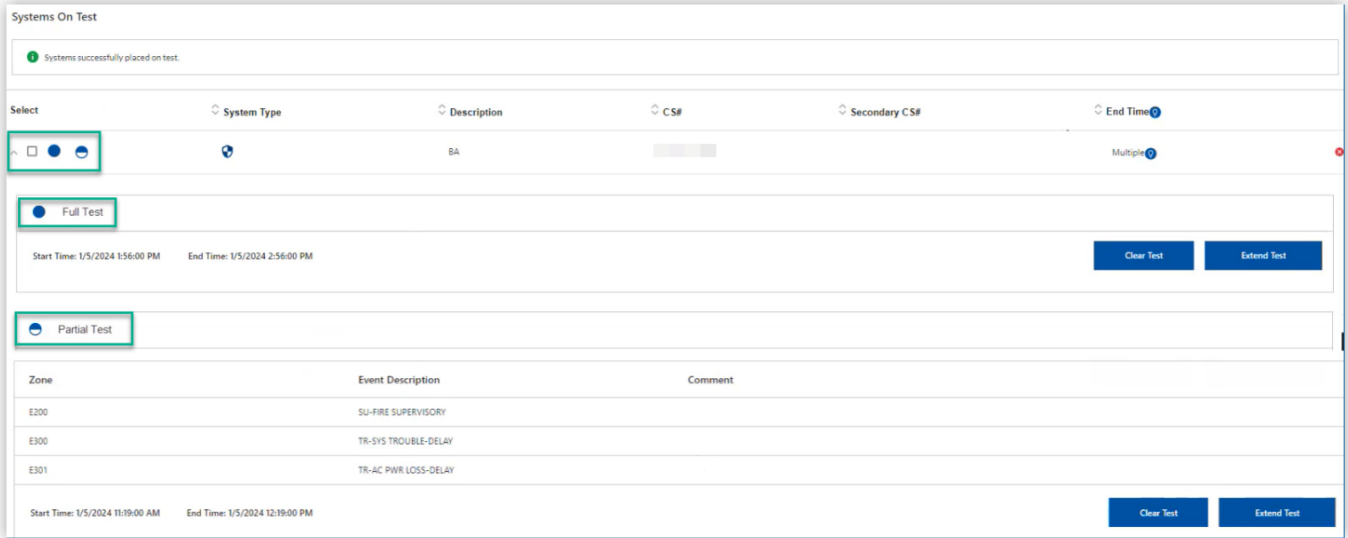 Systems On Test
Systems successfully placed on test.
Select System Type Description CS# Secondary CS# End Time
BA Multiple
Full Test
Start Time: 1/5/2024 1:56:00 PM End Time: 1/5/2024 2:56:00 PM Clear Test Extend Test
Partial Test
Zone Event Description Comment
E200 SU-FIRE SUPERVISORY
E300 TR-SYS TROUBLE-DELAY
E301 TR-AC PWR LOSS-DELAY
Start Time: 1/5/2024 11:19:00 AM End Time: 1/5/2024 12:19:00 PM Clear Test Extend Test